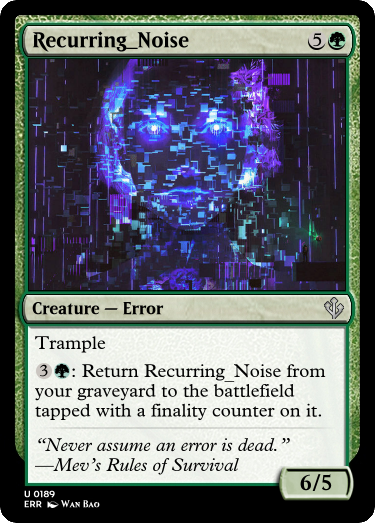 Recurring_Noise 5
Creature — Error
Trample
3: Return Recurring_Noise from
your graveyard to the battlefield
tapped with a finality counter on it.
“Never assume an error is dead.”
—Mev’s Rules of Survival
6/5
U 0189
ERR Wan Bao